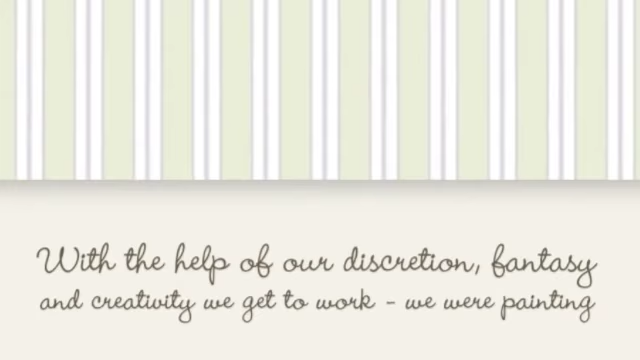 With the help of our discretion, fantasy
and creativity we get to work - we were painting